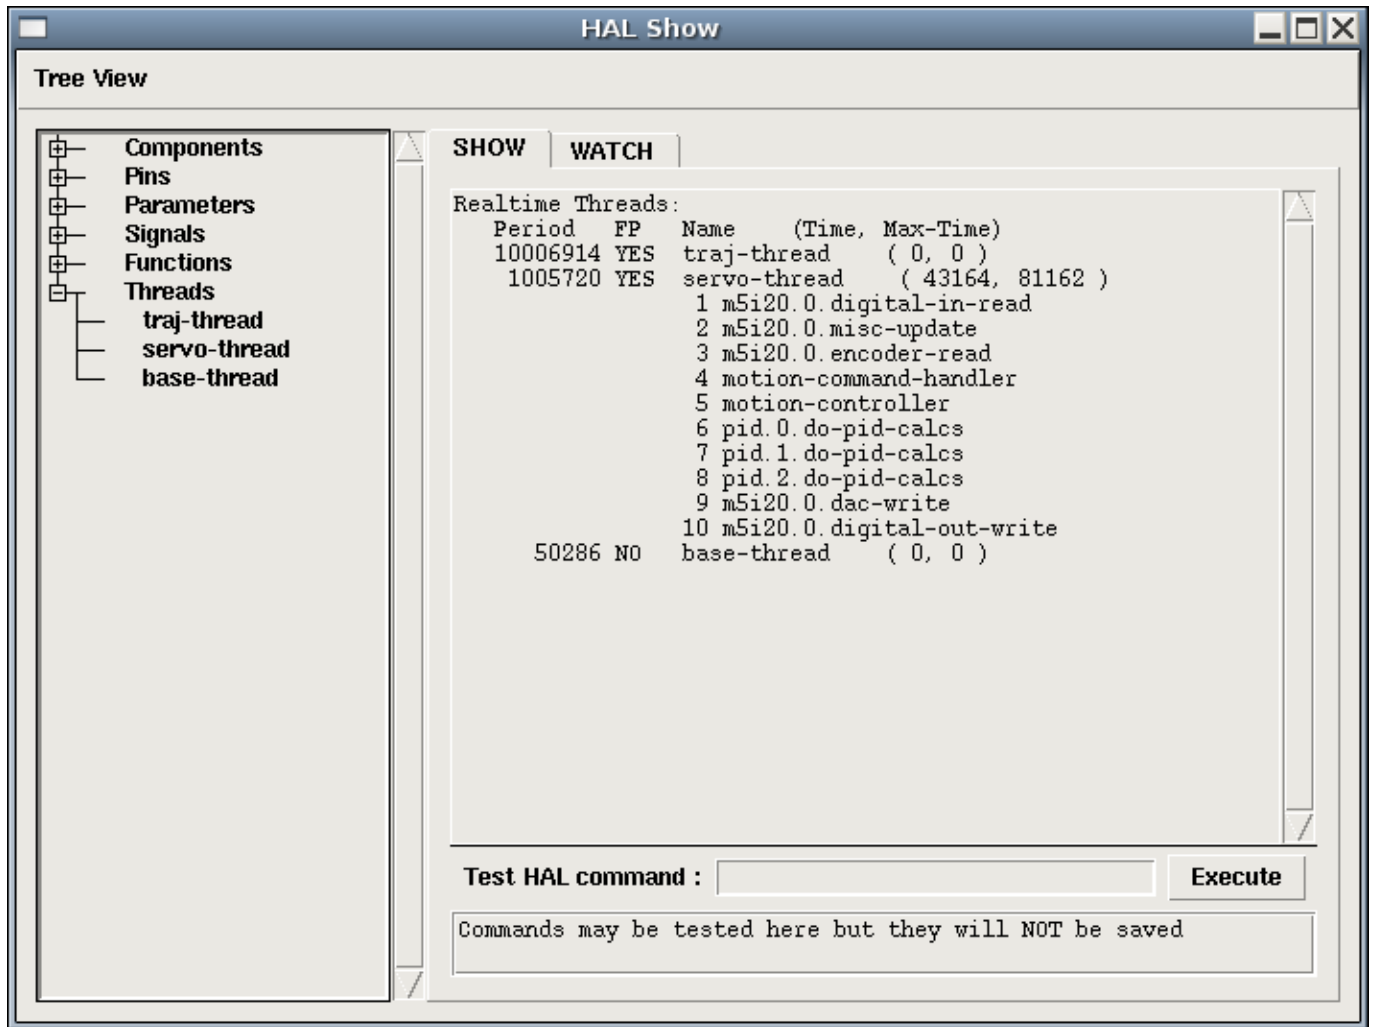 HAL Show
Tree View
Components
Pins
Parameters
Signals
Functions
Threads
traj-thread
servo-thread
base-thread
SHOW WATCH
Realtime Threads:
Period FP Name (Time, Max-Time)
10006914 YES traj-thread ( 0, 0 )
1005720 YES servo-thread ( 43164, 81162 )
1 m5i20.0.digital-in-read
2 m5i20.0.misc-update
3 m5i20.0.encoder-read
4 motion-command-handler
5 motion-controller
6 pid.0.do-pid-calcs
7 pid.1.do-pid-calcs
8 pid.2.do-pid-calcs
9 m5i20.0.dac-write
10 m5i20.0.digital-out-write
50286 NO base-thread ( 0, 0 )
Test HAL command : Execute
Commands may be tested here but they will NOT be saved